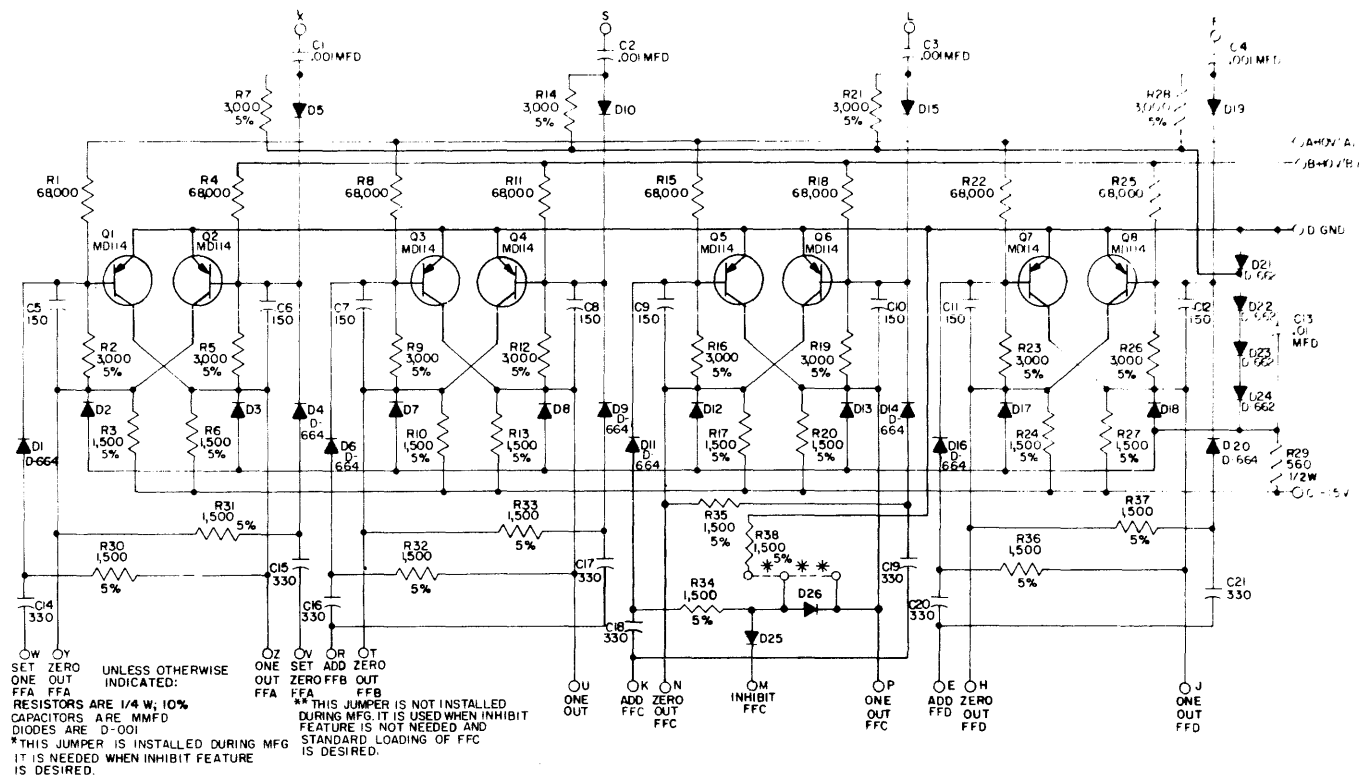 X
S
L
C1
.001MFD
C2
.001MFD
C3
.001MFD
C4
.001MFD
R7
3,000
5%
D5
R14
3,000
5%
D10
R21
3,000
5%
D15
R28
3,000
5%
D19
R1
68,000
R4
68,000
R8
68,000
R11
68,000
R15
68,000
R18
68,000
R22
68,000
R25
68,000
D GND
Q1
MD114
Q2
MD114
Q3
MD114
Q4
MD114
Q5
MD114
Q6
MD114
Q7
MD114
Q8
MD114
D21
D-662
C5
150
C6
150
C7
150
C8
150
C9
150
C10
150
C11
150
C12
150
D22
D-662
C13
.01
MFD
R2
3,000
5%
R5
3,000
5%
R9
3,000
5%
R12
3,000
5%
R16
3,000
5%
R19
3,000
5%
R23
3,000
5%
R26
3,000
5%
D23
D-662
D24
D-662
D2
D3
D4
D-664
D7
D8
D9
D-664
D12
D13
D14
D-664
D17
D18
D1
D-664
R3
1,500
5%
R6
1,500
5%
D6
D-664
R10
1,500
5%
R13
1,500
5%
D11
D-664
R17
1,500
5%
R20
1,500
5%
D16
D-664
R24
1,500
5%
R27
1,500
5%
D20
D-664
R29
560
1/2W
C -15V
R31
1,500
5%
R33
1,500
5%
R35
1,500
5%
R38
1,500
5%
R37
1,500
5%
R30
1,500
5%
R32
1,500
5%
R34
1,500
5%
R36
1,500
5%
* * *
D26
D25
C14
330
C15
330
C16
330
C17
330
C18
330
C19
330
C20
330
C21
330
W
SET
ONE
FFA
Y
ZERO
OUT
FFA
Z
ONE
OUT
FFA
V
SET
ZERO
FFA
R
ADD
FFB
T
ZERO
OUT
FFB
U
ONE
OUT
K
ADD
FFC
N
ZERO
OUT
FFC
M
INHIBIT
FFC
P
ONE
OUT
FFC
E
ADD
FFD
H
ZERO
OUT
FFD
J
ONE
OUT
FFD
UNLESS OTHERWISE
INDICATED:
RESISTORS ARE 1/4 W; 10%
CAPACITORS ARE MMFD
DIODES ARE D-001
*THIS JUMPER IS INSTALLED DURING MFG
IT IS NEEDED WHEN INHIBIT FEATURE
IS DESIRED.
**THIS JUMPER IS NOT INSTALLED
DURING MFG. IT IS USED WHEN INHIBIT
FEATURE IS NOT NEEDED AND
STANDARD LOADING OF FFC
IS DESIRED.